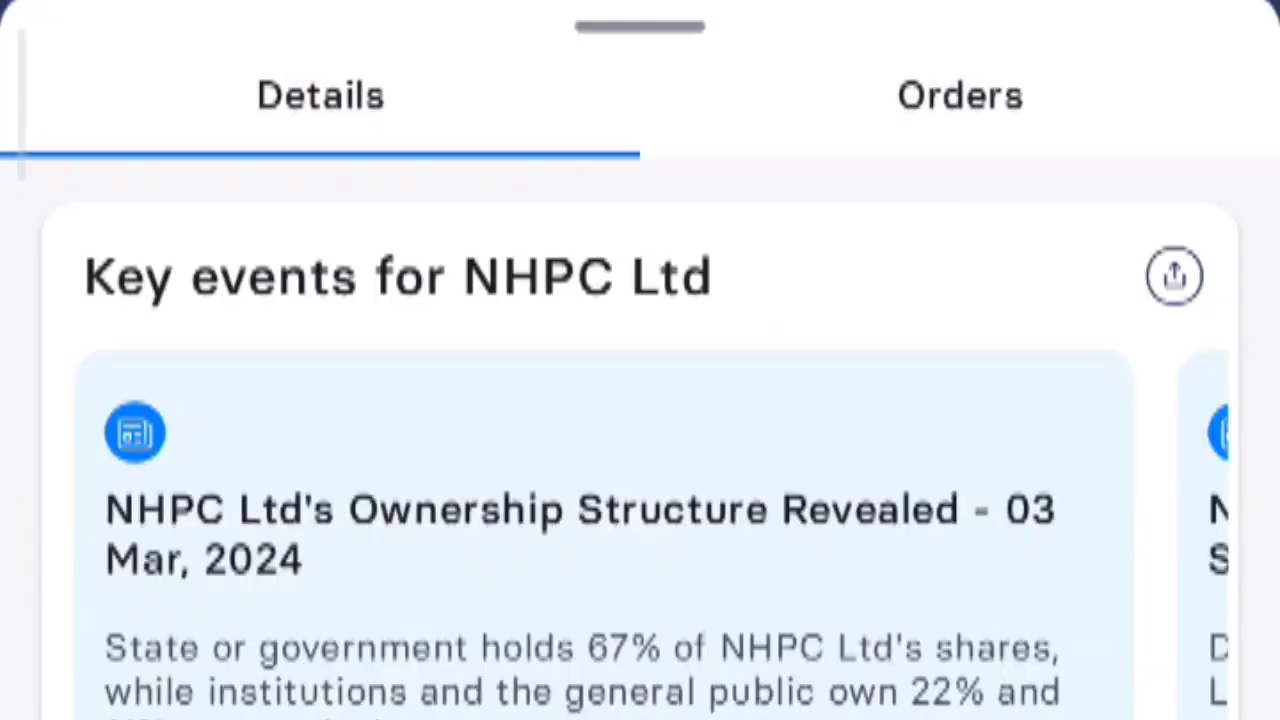 Details
Orders
Key events for NHPC Ltd
NHPC Ltd's Ownership Structure Revealed - 03
Mar, 2024
State or government holds 67% of NHPC Ltd's shares,
while institutions and the general public own 22% and
N
S
D
L